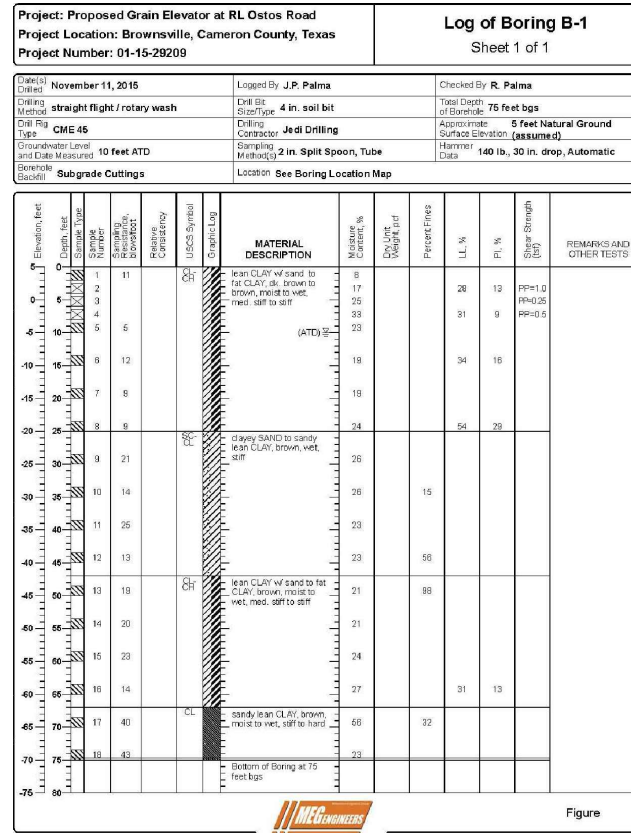 Project: Proposed Grain Elevator at RL Ostos Road
Project Location: Brownsville, Cameron County, Texas
Project Number: 01-15-29209
Log of Boring B-1
Sheet 1 of 1
Date(s) Drilled November 11, 2015
Logged By J.P. Palma
Checked By R. Palma
Drilling Method straight flight / rotary wash
Drill Bit Size/Type 4 in. soil bit
Total Depth of Borehole 75 feet bgs
Drill Rig Type CME 45
Drilling Contractor Jedi Drilling
Approximate Surface Elevation 5 feet Natural Ground (assumed)
Groundwater Level and Date Measured 10 feet ATD
Sampling Method(s) 2 in. Split Spoon, Tube
Hammer Data 140 lb., 30 in. drop, Automatic
Borehole Backfill Subgrade Cuttings
Location See Boring Location Map
Elevation, feet
Depth, feet
Sample Type
Sample Number
Sampling Resistance, blows/foot
Relative Consistency
USCS Symbol
Graphic Log
MATERIAL DESCRIPTION
Moisture Content, %
Dry Unit Weight, pcf
Percent Fines
LL, %
PI, %
Shear Strength (tsf)
REMARKS AND OTHER TESTS
5 0
1 11 CL-CH lean CLAY w/ sand to 8
fat CLAY, dk. brown to
2 brown, moist to wet, 17 28 13 PP=1.0
0 5 3 med. stiff to stiff 25 PP=0.25
4 33 31 9 PP=0.5
-5 10 5 5 (ATD) 23
-10 15 6 12 19 34 16
-15 20 7 8 18
-20 25 8 9 24 54 29
SC-CL clayey SAND to sandy
lean CLAY, brown, wet,
stiff
-25 30 9 21 26
-30 35 10 14 26 15
-35 40 11 25 23
-40 45 12 13 23 56
CL-CH lean CLAY w/ sand to fat
CLAY, brown, moist to
wet, med. stiff to stiff
-45 50 13 18 21 88
-50 55 14 20 21
-55 60 15 23 24
-60 65 16 14 27 31 13
CL sandy lean CLAY, brown,
moist to wet, stiff to hard
-65 70 17 40 56 32
-70 75 18 43 23
Bottom of Boring at 75
feet bgs
-75 80
MEG ENGINEERS
Figure